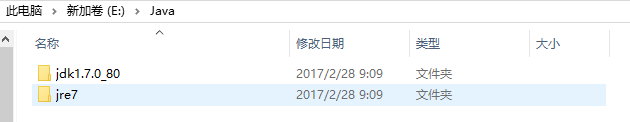 此电脑 > 新加卷 (E:) > Java
名称 修改日期 类型 大小
jdk1.7.0_80 2017/2/28 9:09 文件夹
jre7 2017/2/28 9:09 文件夹